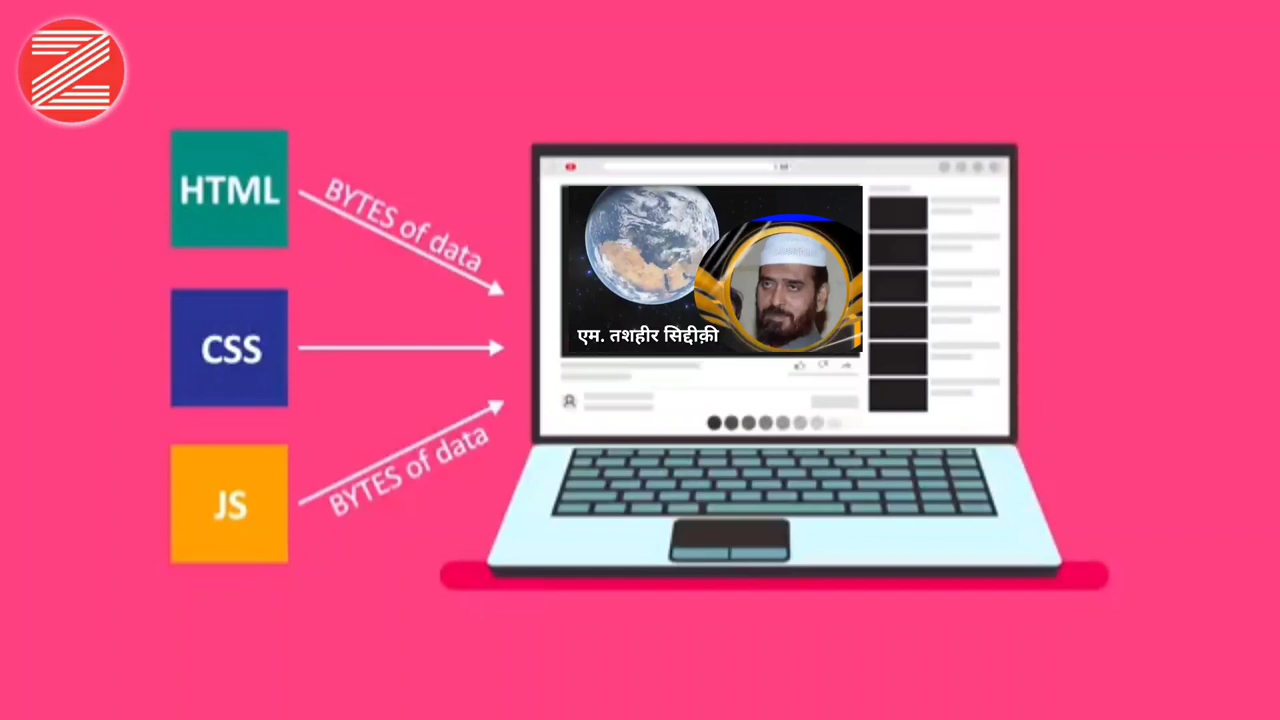 HTML
BYTES of data
CSS
JS
BYTES of data
एम. तशहीर सिद्दीक़ी